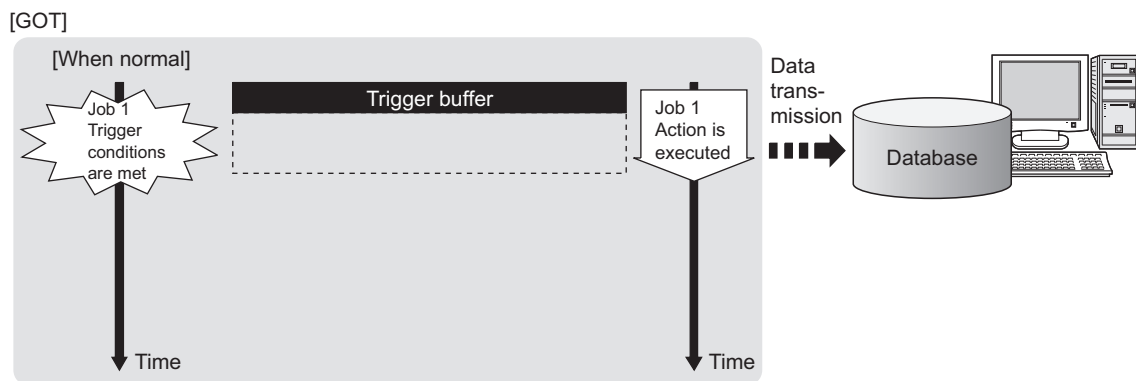 [GOT]
[When normal]
Job 1
Trigger
conditions
are met
Trigger buffer
Job 1
Action is
executed
Data
trans-
mission
Database
Time
Time